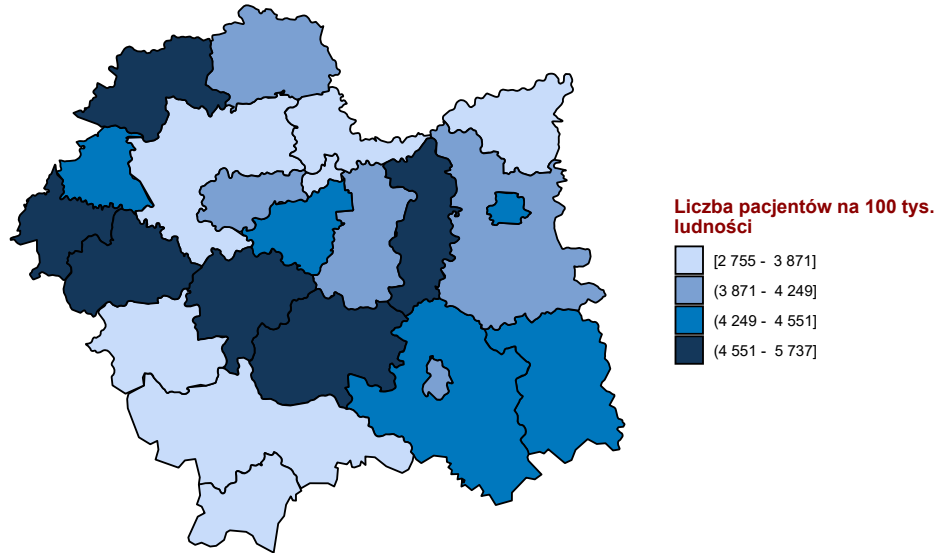 Liczba pacjentów na 100 tys.
ludności
[2 755 - 3 871]
(3 871 - 4 249]
(4 249 - 4 551]
(4 551 - 5 737]